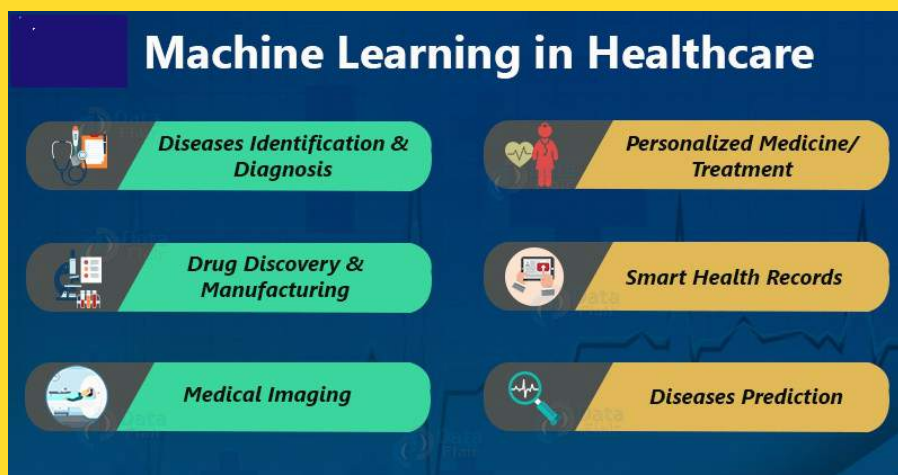 Machine Learning in Healthcare
Diseases Identification &
Diagnosis
Drug Discovery &
Manufacturing
Medical Imaging
Personalized Medicine/
Treatment
Smart Health Records
Diseases Prediction